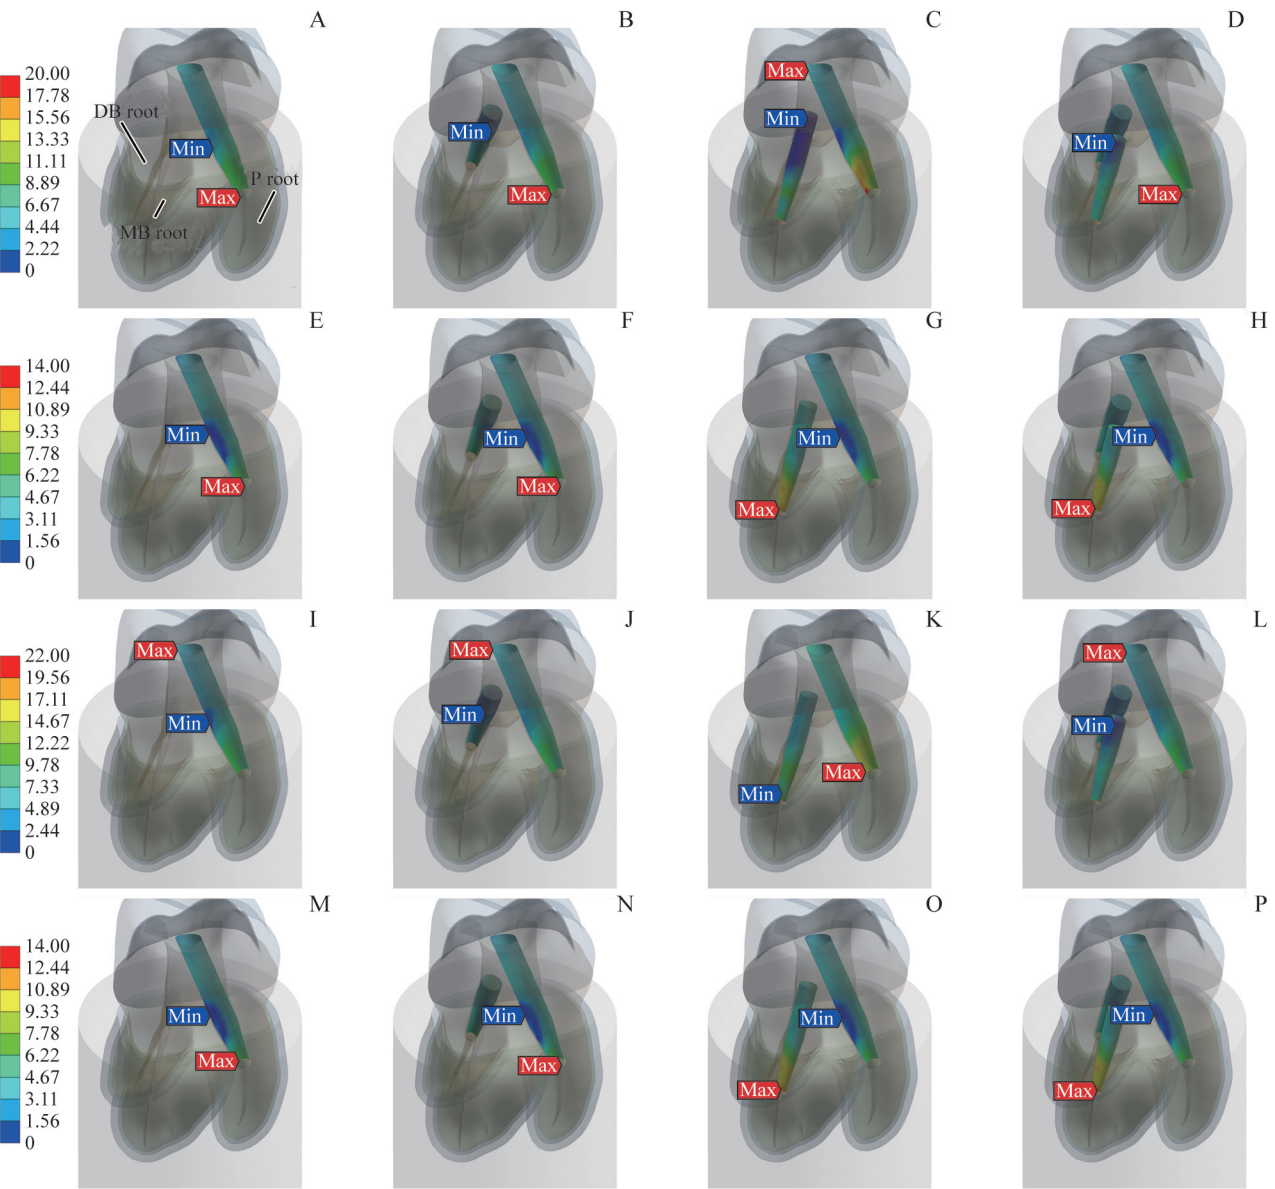 A B C D
20.00
17.78
15.56
13.33
11.11
8.89
6.67
4.44
2.22
0
DB root
MB root
P root
Min
Max
Min
Max
Max
Min
Min
Max
E F G H
14.00
12.44
10.89
9.33
7.78
6.22
4.67
3.11
1.56
0
Min
Max
Min
Max
Min
Max
Min
Max
I J K L
22.00
19.56
17.11
14.67
12.22
9.78
7.33
4.89
2.44
0
Max
Min
Max
Min
Min
Max
Max
Min
M N O P
14.00
12.44
10.89
9.33
7.78
6.22
4.67
3.11
1.56
0
Min
Max
Min
Max
Min
Max
Min
Max